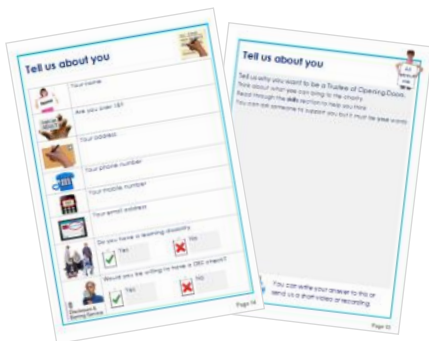 Tell us about you
Your name
Are you over 18?
Your address
Your phone number
Your mobile number
Your email address
Do you have a learning disability
Yes
No
Would you be willing to have a DBS check?
Yes
No
Disclosure &
Barring Service
Page 14
Tell us about you
Tell us why you want to be a Trustee of Opening Doors.
Think about what you can bring to the charity.
Read through the skills section to help you think
You can ask someone to support you but it must be your words
You can write your answer to this or
send us a short video or recording.
Page 15